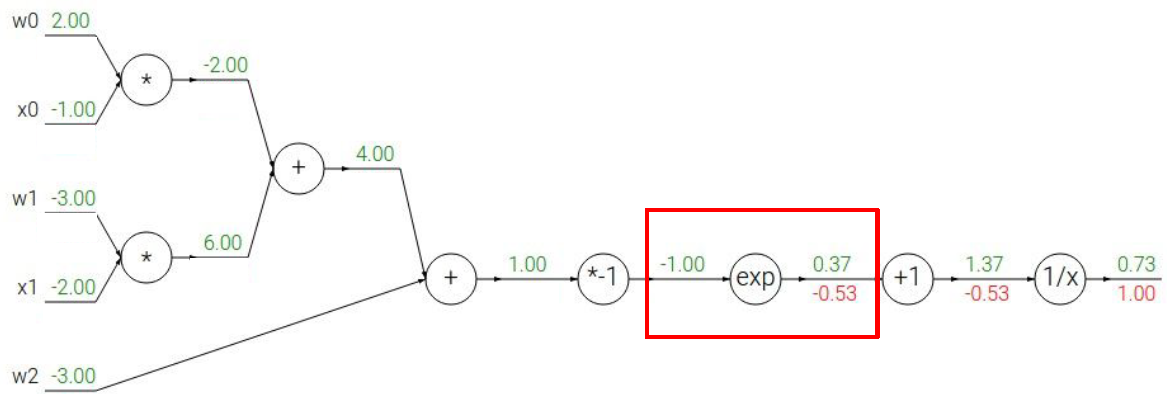 w0 2.00
* -2.00
x0 -1.00
+ 4.00
w1 -3.00
* 6.00
x1 -2.00
+ 1.00 *-1 -1.00 exp 0.37 +1 1.37 1/x 0.73
-0.53 -0.53 1.00
w2 -3.00